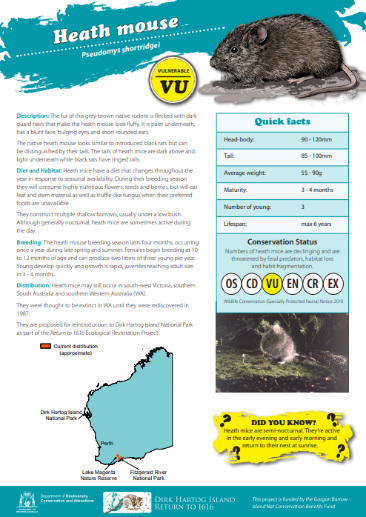 Heath mouse
Pseudomys shortridgei
VULNERABLE
VU
Description: The fur of this grey-brown native rodent is flecked with dark
guard hairs that make the heath mouse look fluffy. It is paler underneath,
has a blunt face, bulging eyes and short rounded ears.
The native heath mouse looks similar to introduced black rats but can
be distinguished by their tails. The tails of heath mice are dark above and
light underneath while black rats have ringed tails.
Diet and Habitat: Heath mice have a diet that changes throughout the
year in response to seasonal availability. During their breeding season
they will consume highly nutritious flowers, seeds and berries, but will eat
leaf and stem material as well as truffle-like fungus when their preferred
foods are unavailable.
They construct multiple shallow burrows, usually under a low bush.
Although generally nocturnal, heath mice are sometimes active during
the day.
Breeding: The heath mouse breeding season lasts four months, occurring
once a year during late spring and summer. Females begin breeding at 10
to 12 months of age and can produce two litters of three young per year.
Young develop quickly and growth is rapid, juveniles reaching adult size
in 3 – 4 months.
Distribution: Heath mice may still occur in south-west Victoria, southern
South Australia and southern Western Australia (WA).
They were thought to be extinct in WA until they were rediscovered in
1987.
They are proposed for reintroduction to Dirk Hartog Island National Park
as part of the Return to 1616 Ecological Restoration Project.
Current distribution
(approximate)
Dirk Hartog Island
National Park
Perth
Lake Magenta
Nature Reserve
Fitzgerald River
National Park
Quick facts
Head-body: 90 - 120mm
Tail: 85 - 100mm
Average weight: 55 - 90g
Maturity: 3 - 4 months
Number of young: 3
Lifespan: max 6 years
Conservation Status
Numbers of heath mice are declining and are
threatened by feral predators, habitat loss
and habitat fragmentation.
OS CD VU EN CR EX
Wildlife Conservation (Specially Protected Fauna) Notice 2018
DID YOU KNOW?
Heath mice are semi-nocturnal. They're active
in the early evening and early morning and
return to their nest at sunrise.
Department of Biodiversity,
Conservation and Attractions
DIRK HARTOG ISLAND
RETURN TO 1616
This project is funded by the Gorgon Barrow
Island Net Conservation Benefits Fund